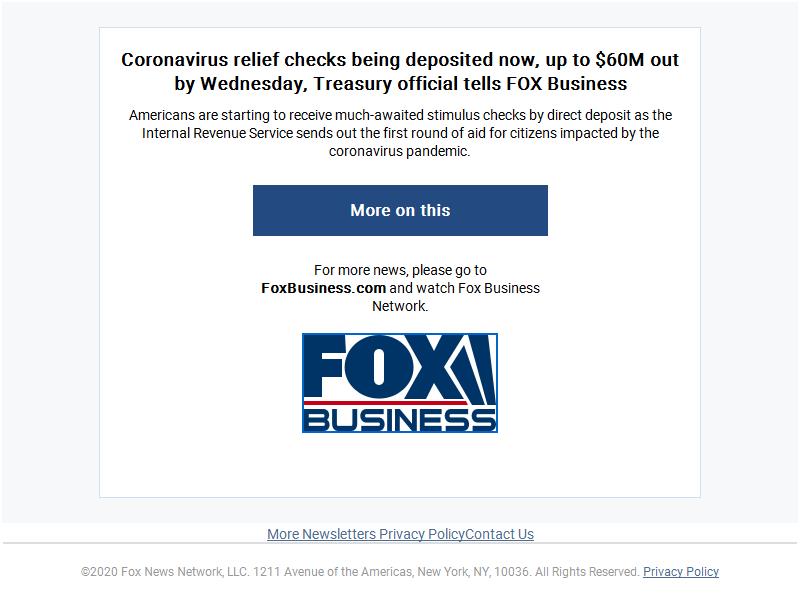 Coronavirus relief checks being deposited now, up to $60M out
by Wednesday, Treasury official tells FOX Business
Americans are starting to receive much-awaited stimulus checks by direct deposit as the
Internal Revenue Service sends out the first round of aid for citizens impacted by the
coronavirus pandemic.
More on this
For more news, please go to
FoxBusiness.com and watch Fox Business
Network.
FOX
BUSINESS
More Newsletters Privacy PolicyContact Us
©2020 Fox News Network, LLC. 1211 Avenue of the Americas, New York, NY, 10036. All Rights Reserved. Privacy Policy